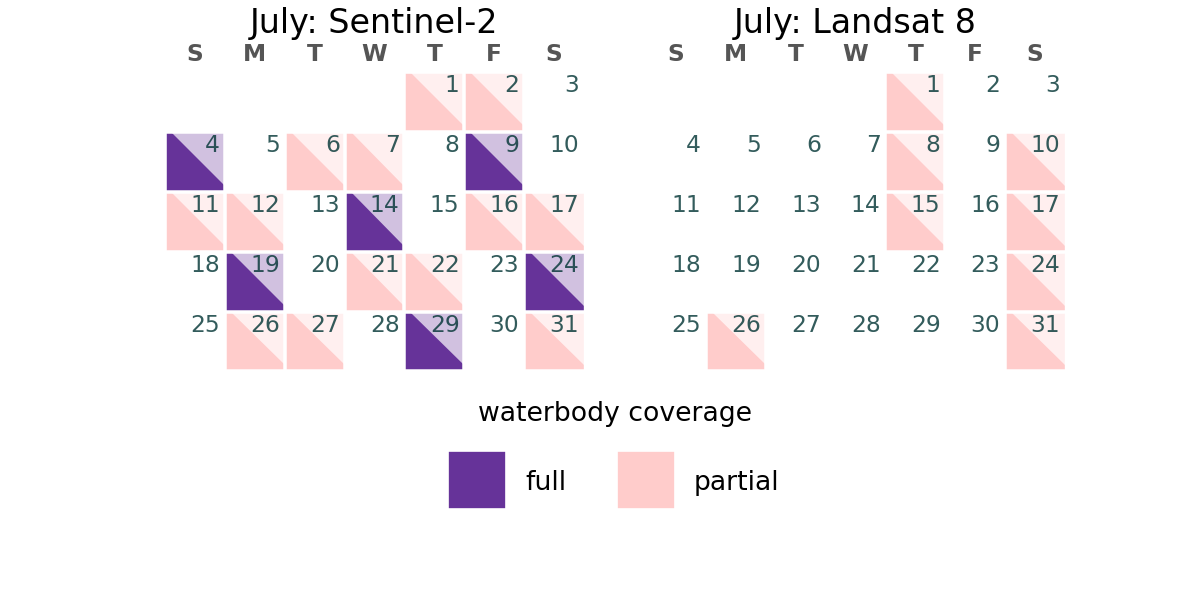 July: Sentinel-2
S M T W T F S
1 2 3
4 5 6 7 8 9 10
11 12 13 14 15 16 17
18 19 20 21 22 23 24
25 26 27 28 29 30 31
July: Landsat 8
S M T W T F S
1 2 3
4 5 6 7 8 9 10
11 12 13 14 15 16 17
18 19 20 21 22 23 24
25 26 27 28 29 30 31
waterbody coverage
full partial